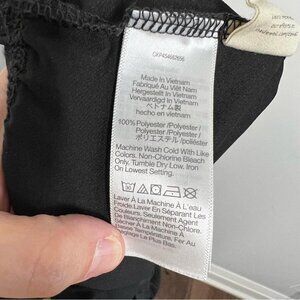 Made In Vietnam
Fabriqué Au Viêt Nam
Hergestellt in Vietnam
Vervaardigd in Vietnam
ベトナム製
hecho en vietnam
100% Polyester/Polyester/
Polyester/Polyester/
ポリエステル/poliéster
Machine Wash Cold With Like
Colors. Non-Chlorine Bleach
Only. Tumble Dry Low. Iron
On Lowest Setting.
Laver À La Machine À L'eau
Froide. Laver En Séparant Les
Couleurs. Seulement Agent
De Blanchiment Non-Chloré.
Sécher À La Machine À
Basse Température. Fer Au
Réglage Le Plus Bas.